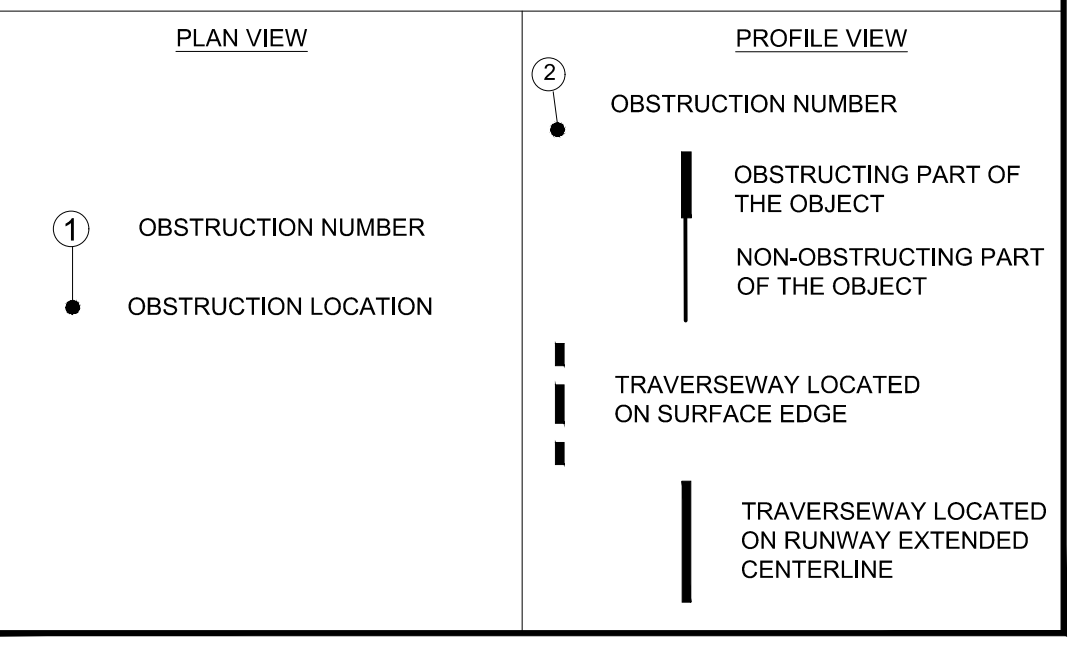 PLAN VIEW
1
OBSTRUCTION NUMBER
OBSTRUCTION LOCATION
PROFILE VIEW
2
OBSTRUCTION NUMBER
OBSTRUCTING PART OF
THE OBJECT
NON-OBSTRUCTING PART
OF THE OBJECT
TRAVERSEWAY LOCATED
ON SURFACE EDGE
TRAVERSEWAY LOCATED
ON RUNWAY EXTENDED
CENTERLINE